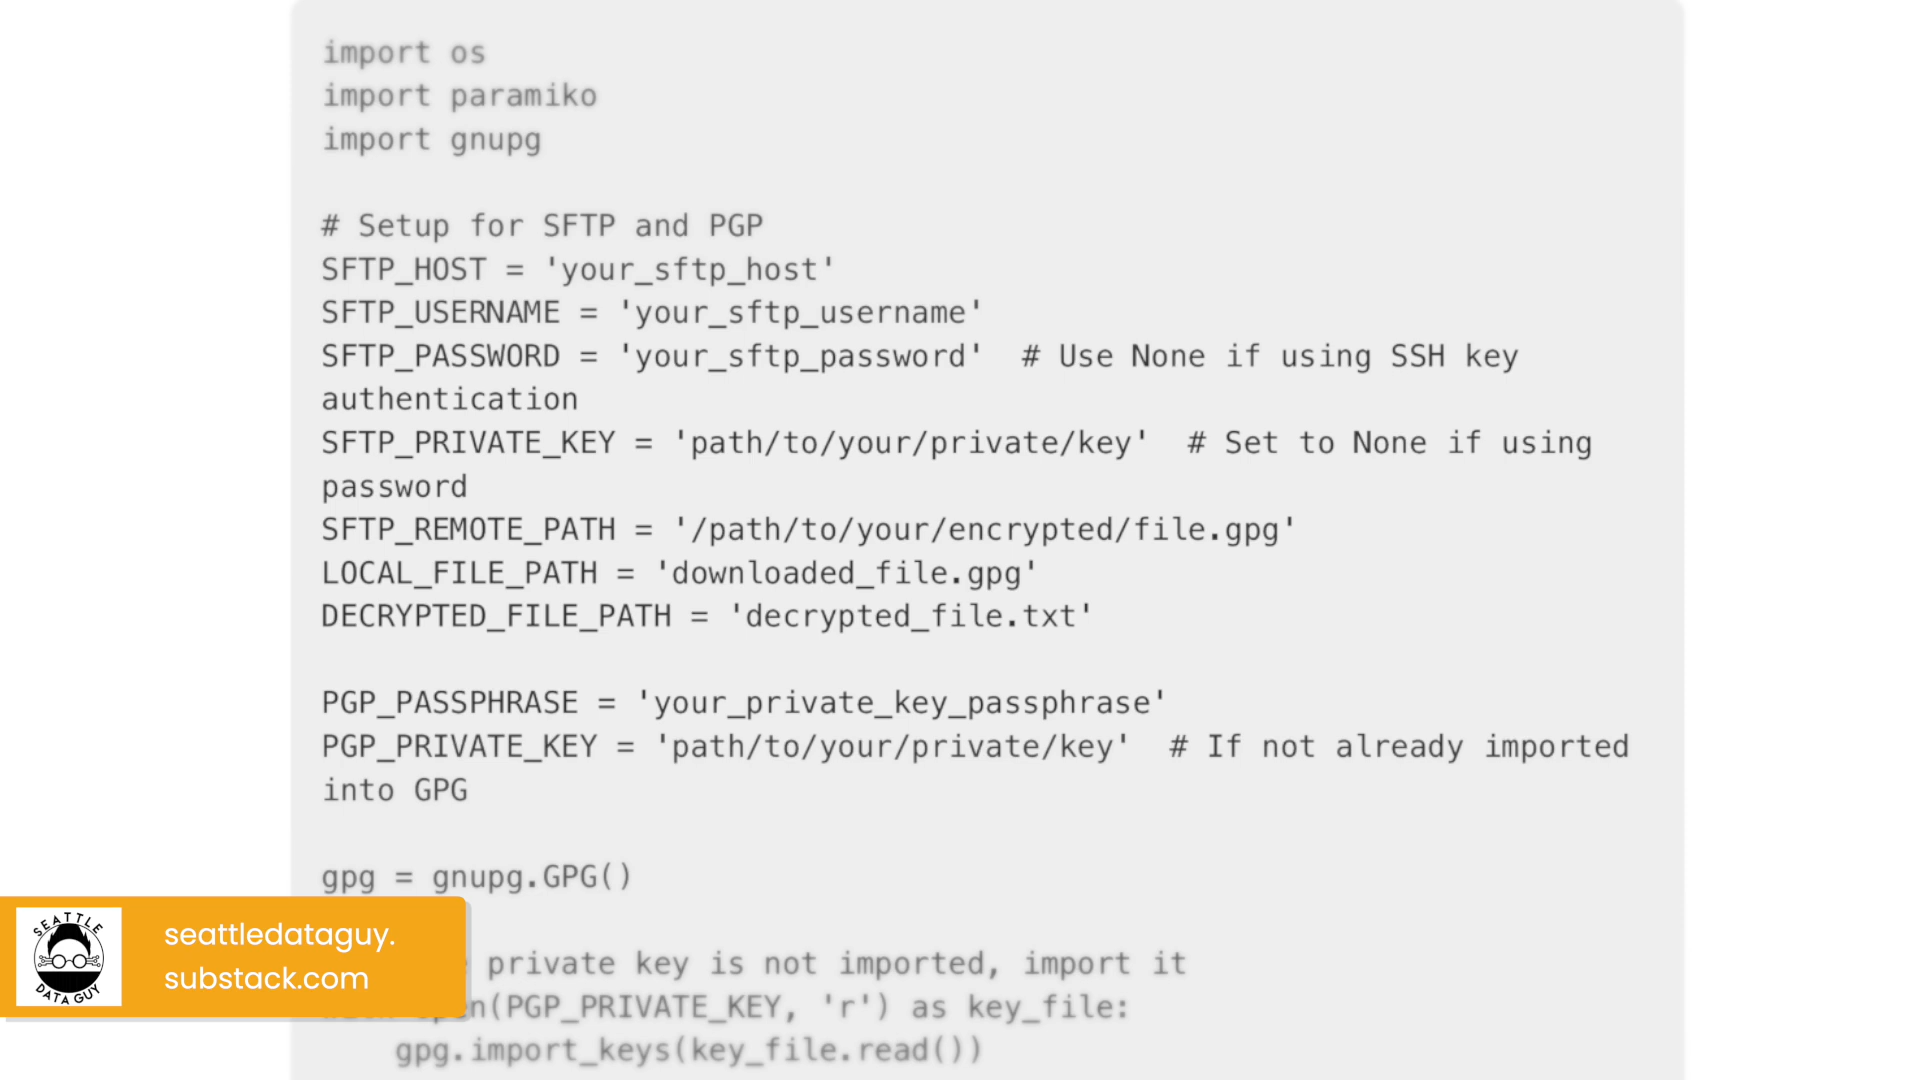 import os
import paramiko
import gnupg
# Setup for SFTP and PGP
SFTP_HOST = 'your_sftp_host'
SFTP_USERNAME = 'your_sftp_username'
SFTP_PASSWORD = 'your_sftp_password'  # Use None if using SSH key
authentication
SFTP_PRIVATE_KEY = 'path/to/your/private/key'  # Set to None if using
password
SFTP_REMOTE_PATH = '/path/to/your/encrypted/file.gpg'
LOCAL_FILE_PATH = 'downloaded_file.gpg'
DECRYPTED_FILE_PATH = 'decrypted_file.txt'
PGP_PASSPHRASE = 'your_private_key_passphrase'
PGP_PRIVATE_KEY = 'path/to/your/private/key'  # If not already imported
into GPG
gpg = gnupg.GPG()
private key is not imported, import it
(PGP_PRIVATE_KEY, 'r') as key_file:
gpg.import_keys(key_file.read())
SEATTLE
DATA GUY
seattledataguy.
substack.com